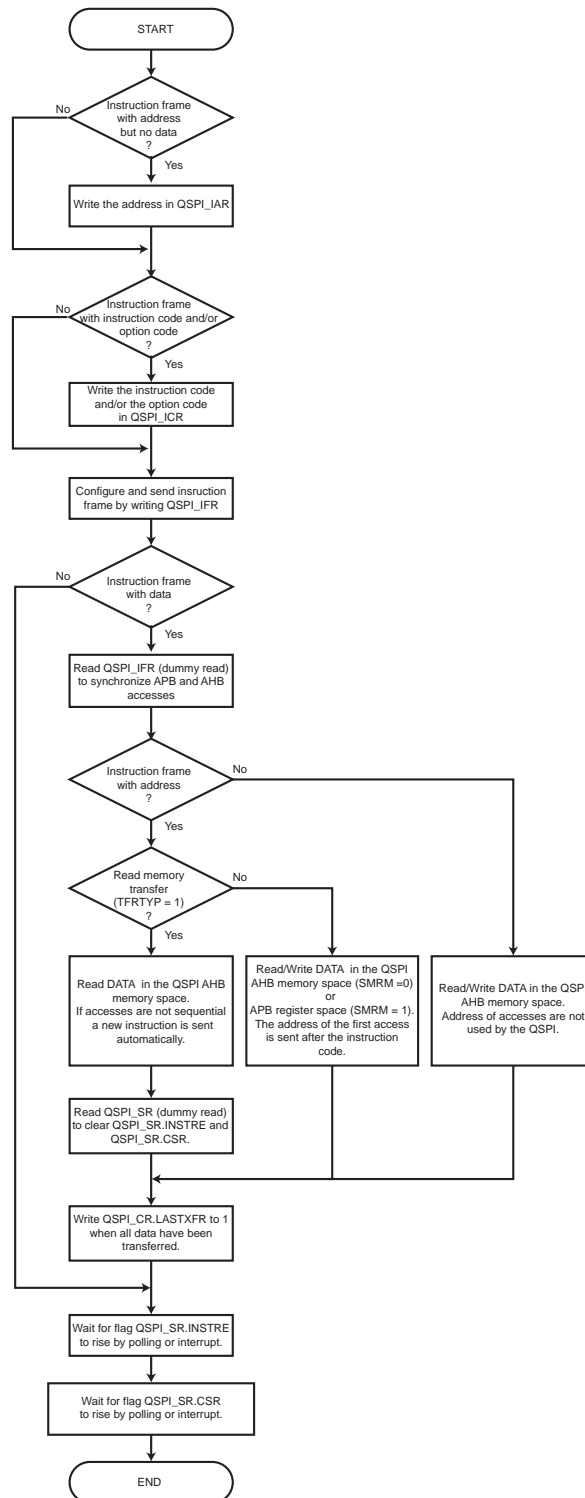 START
Instruction frame
with address
but no data
?
No
Yes
Write the address in QSPI_IAR
Instruction frame
with instruction code and/or
option code
?
No
Yes
Write the instruction code
and/or the option code
in QSPI_ICR
Configure and send insruction
frame by writing QSPI_IFR
Instruction frame
with data
?
No
Yes
Read QSPI_IFR (dummy read)
to synchronize APB and AHB
accesses
Instruction frame
with address
?
No
Yes
Read memory
transfer
(TFRTYP = 1)
?
No
Yes
Read DATA in the QSPI AHB
memory space.
If accesses are not sequential
a new instruction is sent
automatically.
Read/Write DATA in the QSPI
AHB memory space (SMRM =0)
or
APB register space (SMRM = 1).
The address of the first access
is sent after the instruction
code.
Read/Write DATA in the QSP
AHB memory space.
Address of accesses are not
used by the QSPI.
Read QSPI_SR (dummy read)
to clear QSPI_SR.INSTRE and
QSPI_SR.CSR.
Write QSPI_CR.LASTXFR to 1
when all data have been
transferred.
Wait for flag QSPI_SR.INSTRE
to rise by polling or interrupt.
Wait for flag QSPI_SR.CSR
to rise by polling or interrupt.
END